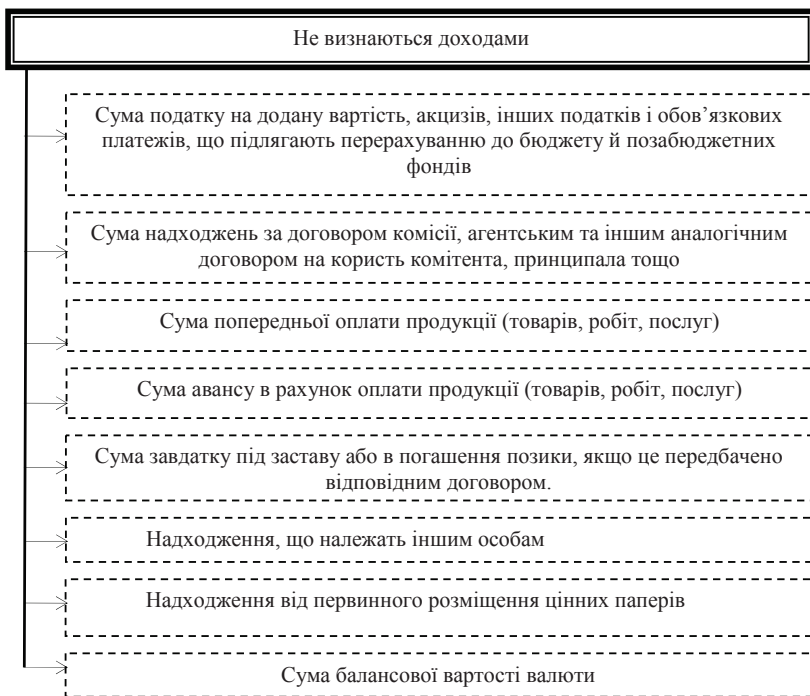 Не визнаються доходами
Сума податку на додану вартість, акцизів, інших податків і обов’язкових
платежів, що підлягають перерахуванню до бюджету й позабюджетних
фондів
Сума надходжень за договором комісії, агентським та іншим аналогічним
договором на користь комітента, принципала тощо
Сума попередньої оплати продукції (товарів, робіт, послуг)
Сума авансу в рахунок оплати продукції (товарів, робіт, послуг)
Сума завдатку під заставу або в погашення позики, якщо це передбачено
відповідним договором.
Надходження, що належать іншим особам
Надходження від первинного розміщення цінних паперів
Сума балансової вартості валюти